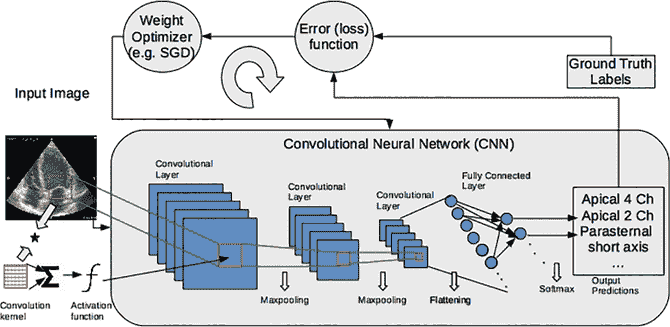 Weight
Optimizer
(e.g. SGD)
Error (loss)
function
Ground Truth
Labels
Input Image
Convolutional Neural Network (CNN)
Convolutional
Layer
Convolutional
Layer
Convolutional
Layer
Fully Connected
Layer
Apical 4 Ch
Apical 2 Ch
Parasternal
short axis
...
Output
Predictions
Convolution
kernel
Σ
Activation
function
Maxpooling
Maxpooling
Flattening
Softmax